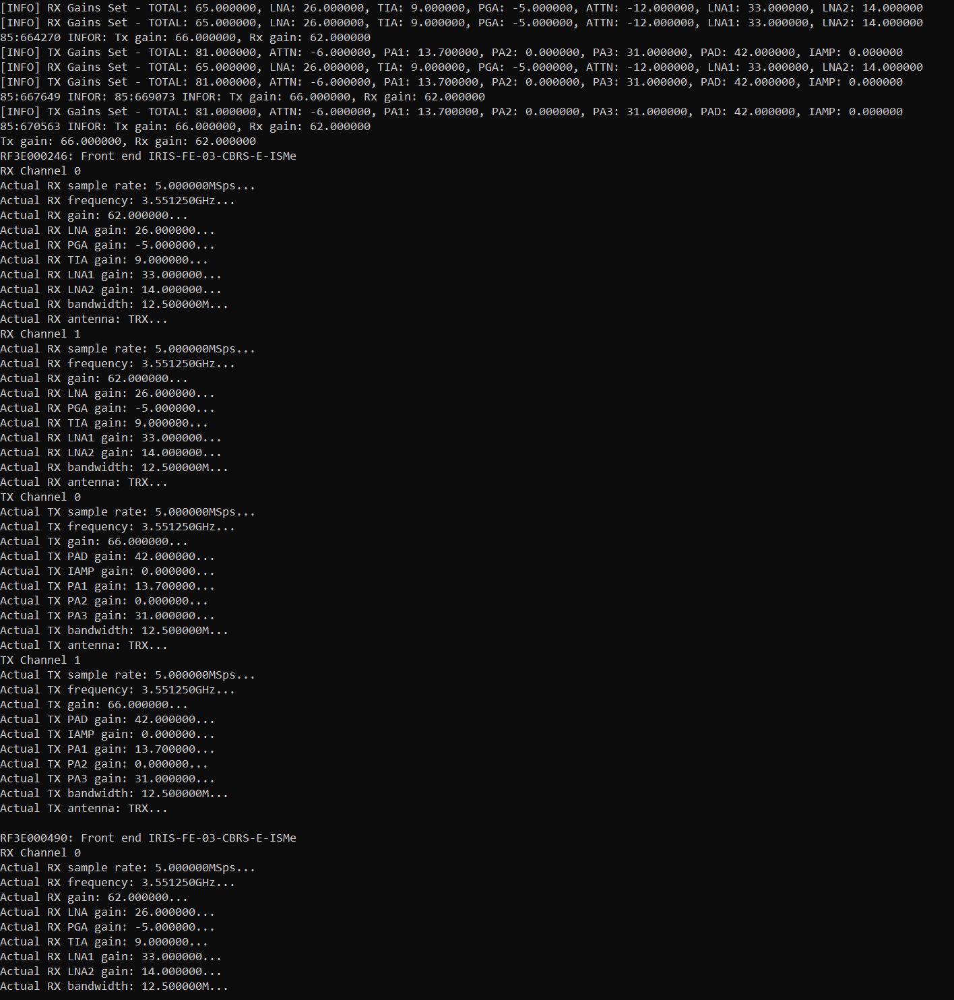 [INFO] RX Gains Set - TOTAL: 65.000000, LNA: 26.000000, TIA: 9.000000, PGA: -5.000000, ATTN: -12.000000, LNA1: 33.000000, LNA2: 14.000000
[INFO] RX Gains Set - TOTAL: 65.000000, LNA: 26.000000, TIA: 9.000000, PGA: -5.000000, ATTN: -12.000000, LNA1: 33.000000, LNA2: 14.000000
85:664270 INFOR: Tx gain: 66.000000, Rx gain: 62.000000
[INFO] TX Gains Set - TOTAL: 81.000000, ATTN: -6.000000, PA1: 13.700000, PA2: 0.000000, PA3: 31.000000, PAD: 42.000000, IAMP: 0.000000
[INFO] RX Gains Set - TOTAL: 65.000000, LNA: 26.000000, TIA: 9.000000, PGA: -5.000000, ATTN: -12.000000, LNA1: 33.000000, LNA2: 14.000000
[INFO] TX Gains Set - TOTAL: 81.000000, ATTN: -6.000000, PA1: 13.700000, PA2: 0.000000, PA3: 31.000000, PAD: 42.000000, IAMP: 0.000000
85:667649 INFOR: 85:669073 INFOR: Tx gain: 66.000000, Rx gain: 62.000000
[INFO] TX Gains Set - TOTAL: 81.000000, ATTN: -6.000000, PA1: 13.700000, PA2: 0.000000, PA3: 31.000000, PAD: 42.000000, IAMP: 0.000000
85:670563 INFOR: Tx gain: 66.000000, Rx gain: 62.000000
Tx gain: 66.000000, Rx gain: 62.000000
RF3E000246: Front end IRIS-FE-03-CBRS-E-ISMe
RX Channel 0
Actual RX sample rate: 5.000000MSps...
Actual RX frequency: 3.551250GHz...
Actual RX gain: 62.000000...
Actual RX LNA gain: 26.000000...
Actual RX PGA gain: -5.000000...
Actual RX TIA gain: 9.000000...
Actual RX LNA1 gain: 33.000000...
Actual RX LNA2 gain: 14.000000...
Actual RX bandwidth: 12.500000M...
Actual RX antenna: TRX...
RX Channel 1
Actual RX sample rate: 5.000000MSps...
Actual RX frequency: 3.551250GHz...
Actual RX gain: 62.000000...
Actual RX LNA gain: 26.000000...
Actual RX PGA gain: -5.000000...
Actual RX TIA gain: 9.000000...
Actual RX LNA1 gain: 33.000000...
Actual RX LNA2 gain: 14.000000...
Actual RX bandwidth: 12.500000M...
Actual RX antenna: TRX...
TX Channel 0
Actual TX sample rate: 5.000000MSps...
Actual TX frequency: 3.551250GHz...
Actual TX gain: 66.000000...
Actual TX PAD gain: 42.000000...
Actual TX IAMP gain: 0.000000...
Actual TX PA1 gain: 13.700000...
Actual TX PA2 gain: 0.000000...
Actual TX PA3 gain: 31.000000...
Actual TX bandwidth: 12.500000M...
Actual TX antenna: TRX...
TX Channel 1
Actual TX sample rate: 5.000000MSps...
Actual TX frequency: 3.551250GHz...
Actual TX gain: 66.000000...
Actual TX PAD gain: 42.000000...
Actual TX IAMP gain: 0.000000...
Actual TX PA1 gain: 13.700000...
Actual TX PA2 gain: 0.000000...
Actual TX PA3 gain: 31.000000...
Actual TX bandwidth: 12.500000M...
Actual TX antenna: TRX...

RF3E000490: Front end IRIS-FE-03-CBRS-E-ISMe
RX Channel 0
Actual RX sample rate: 5.000000MSps...
Actual RX frequency: 3.551250GHz...
Actual RX gain: 62.000000...
Actual RX LNA gain: 26.000000...
Actual RX PGA gain: -5.000000...
Actual RX TIA gain: 9.000000...
Actual RX LNA1 gain: 33.000000...
Actual RX LNA2 gain: 14.000000...
Actual RX bandwidth: 12.500000M...